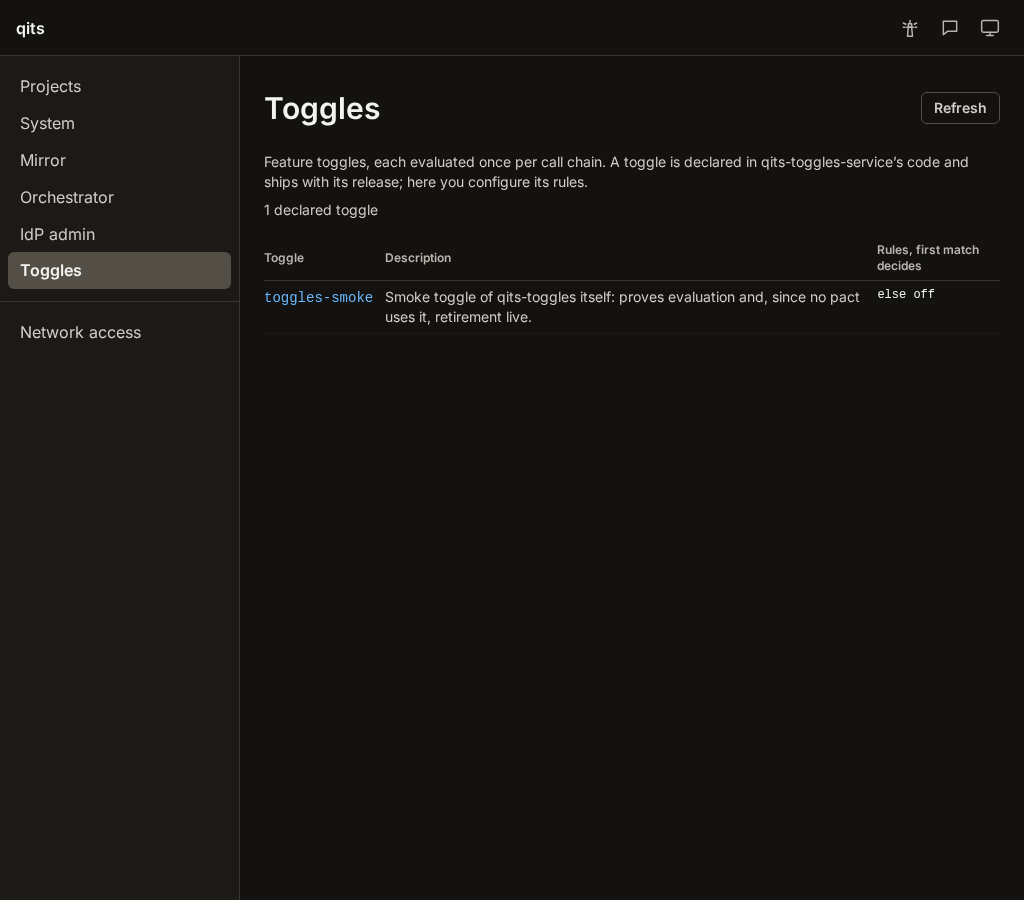 qits
Projects
System
Mirror
Orchestrator
IdP admin
Toggles
Network access
Toggles
Refresh
Feature toggles, each evaluated once per call chain. A toggle is declared in qits-toggles-service’s code and
ships with its release; here you configure its rules.
1 declared toggle
Toggle
Description
Rules, first match
decides
toggles-smoke
Smoke toggle of qits-toggles itself: proves evaluation and, since no pact
uses it, retirement live.
else off